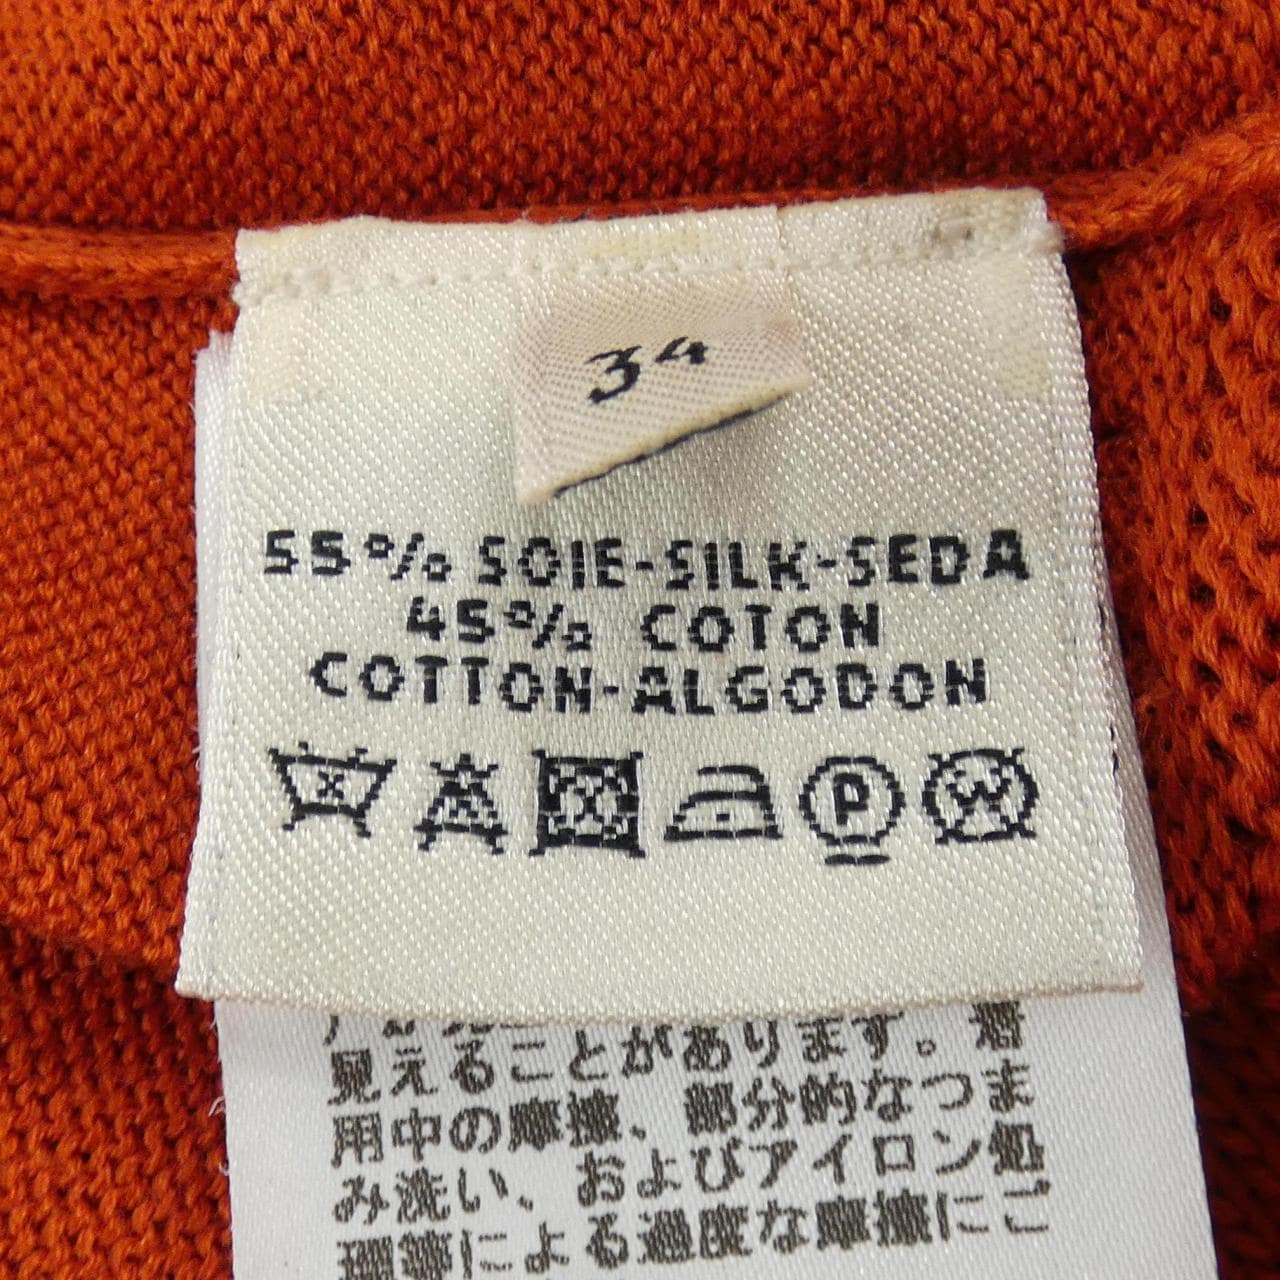 34
55% SOIE-SILK-SEDA
45% COTON
COTTON-ALGODON
P W
見えることがあります。着
用中の摩擦、部分的なつま
み洗い、およびアイロン処
理等による過度な摩擦にご